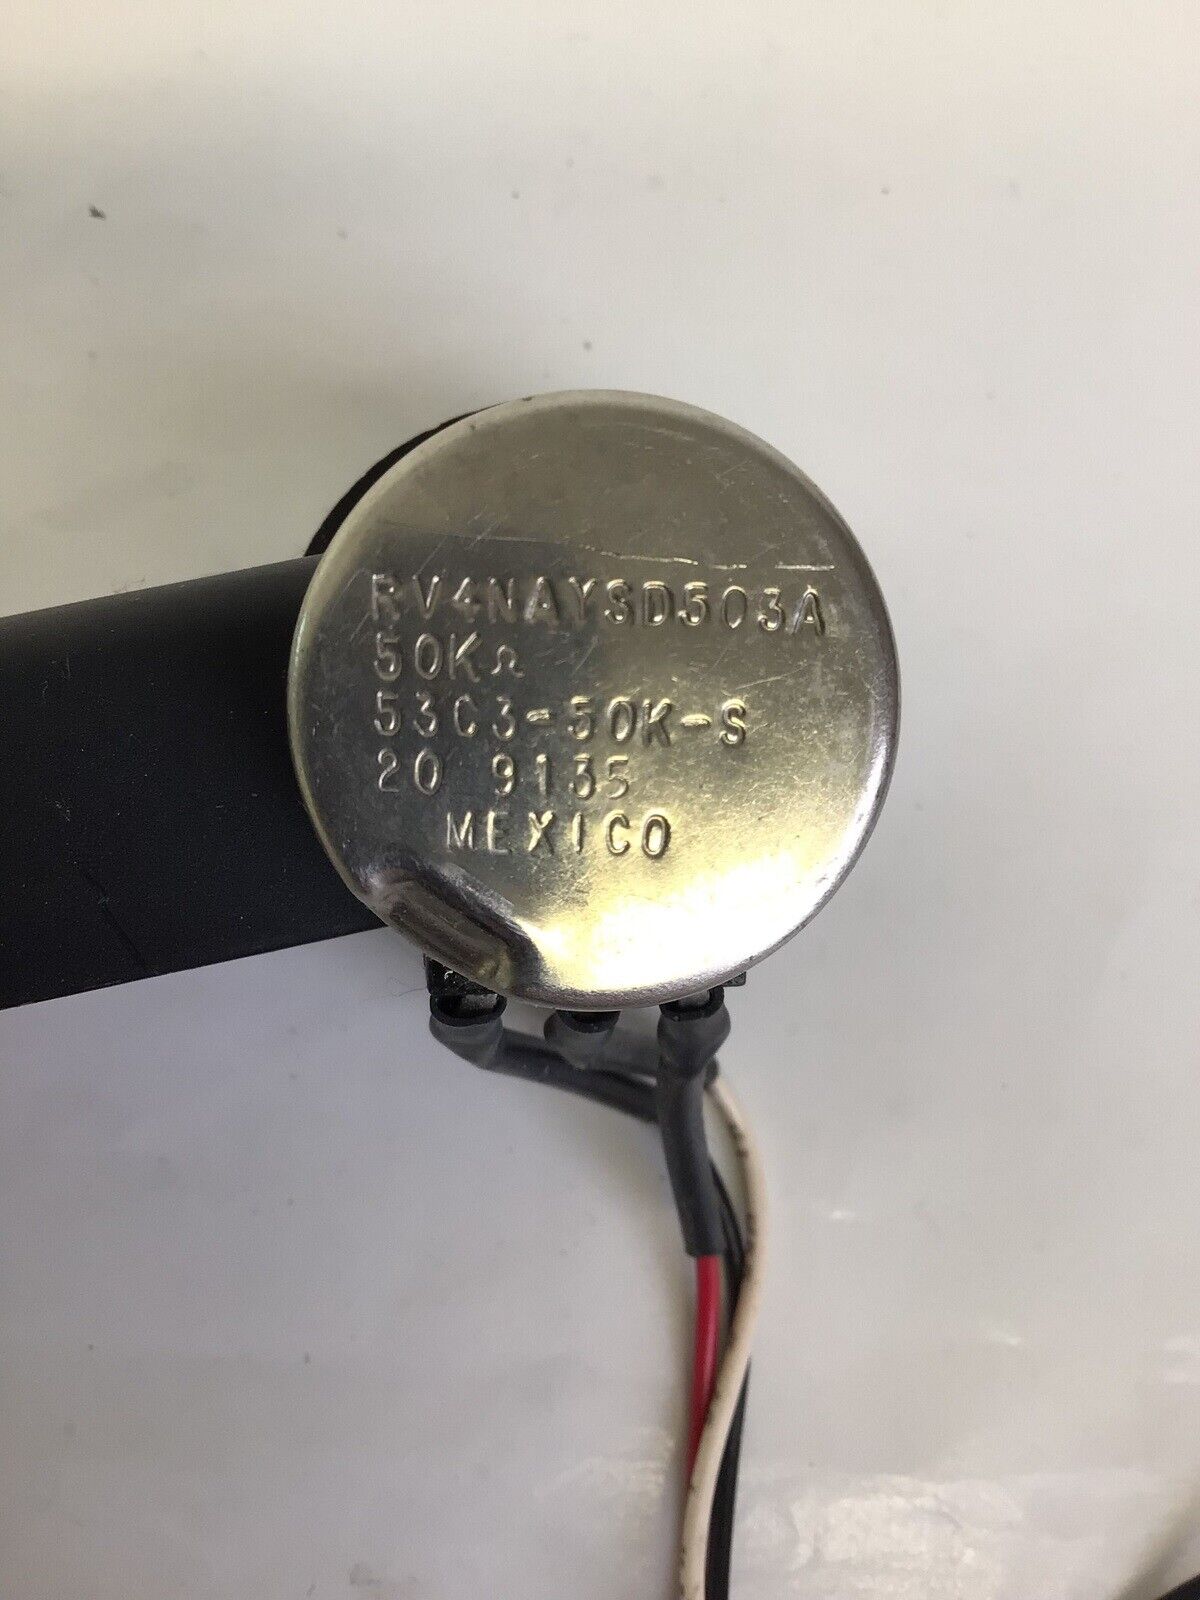 RV4NAYSD503A
50KΩ
53C3-50K-S
20 9135
MEXICO